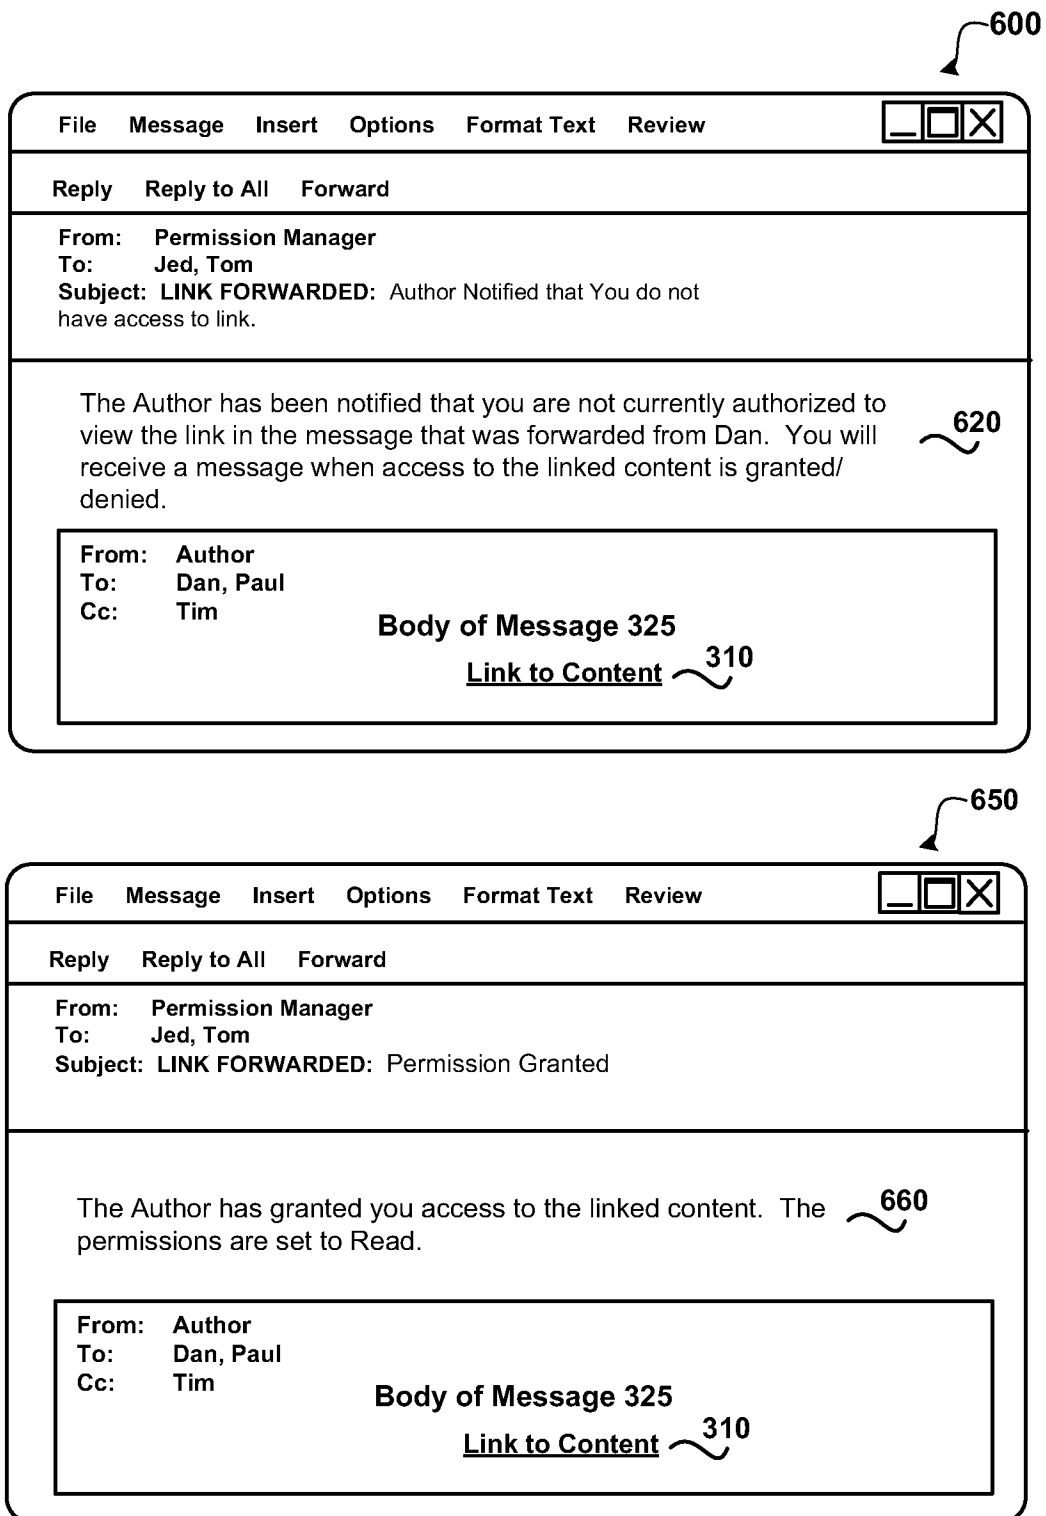 600
File Message Insert Options Format Text Review
Reply Reply to All Forward
From: Permission Manager
To: Jed, Tom
Subject: LINK FORWARDED: Author Notified that You do not
have access to link.
The Author has been notified that you are not currently authorized to
view the link in the message that was forwarded from Dan. You will
receive a message when access to the linked content is granted/
denied.
620
From: Author
To: Dan, Paul
Cc: Tim
Body of Message 325
Link to Content 310
650
File Message Insert Options Format Text Review
Reply Reply to All Forward
From: Permission Manager
To: Jed, Tom
Subject: LINK FORWARDED: Permission Granted
The Author has granted you access to the linked content. The
permissions are set to Read.
660
From: Author
To: Dan, Paul
Cc: Tim
Body of Message 325
Link to Content 310